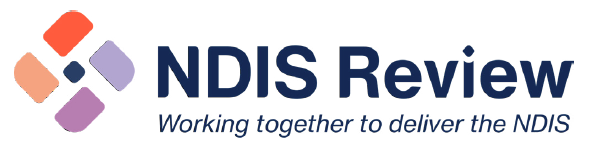 NDIS Review
Working together to deliver the NDIS